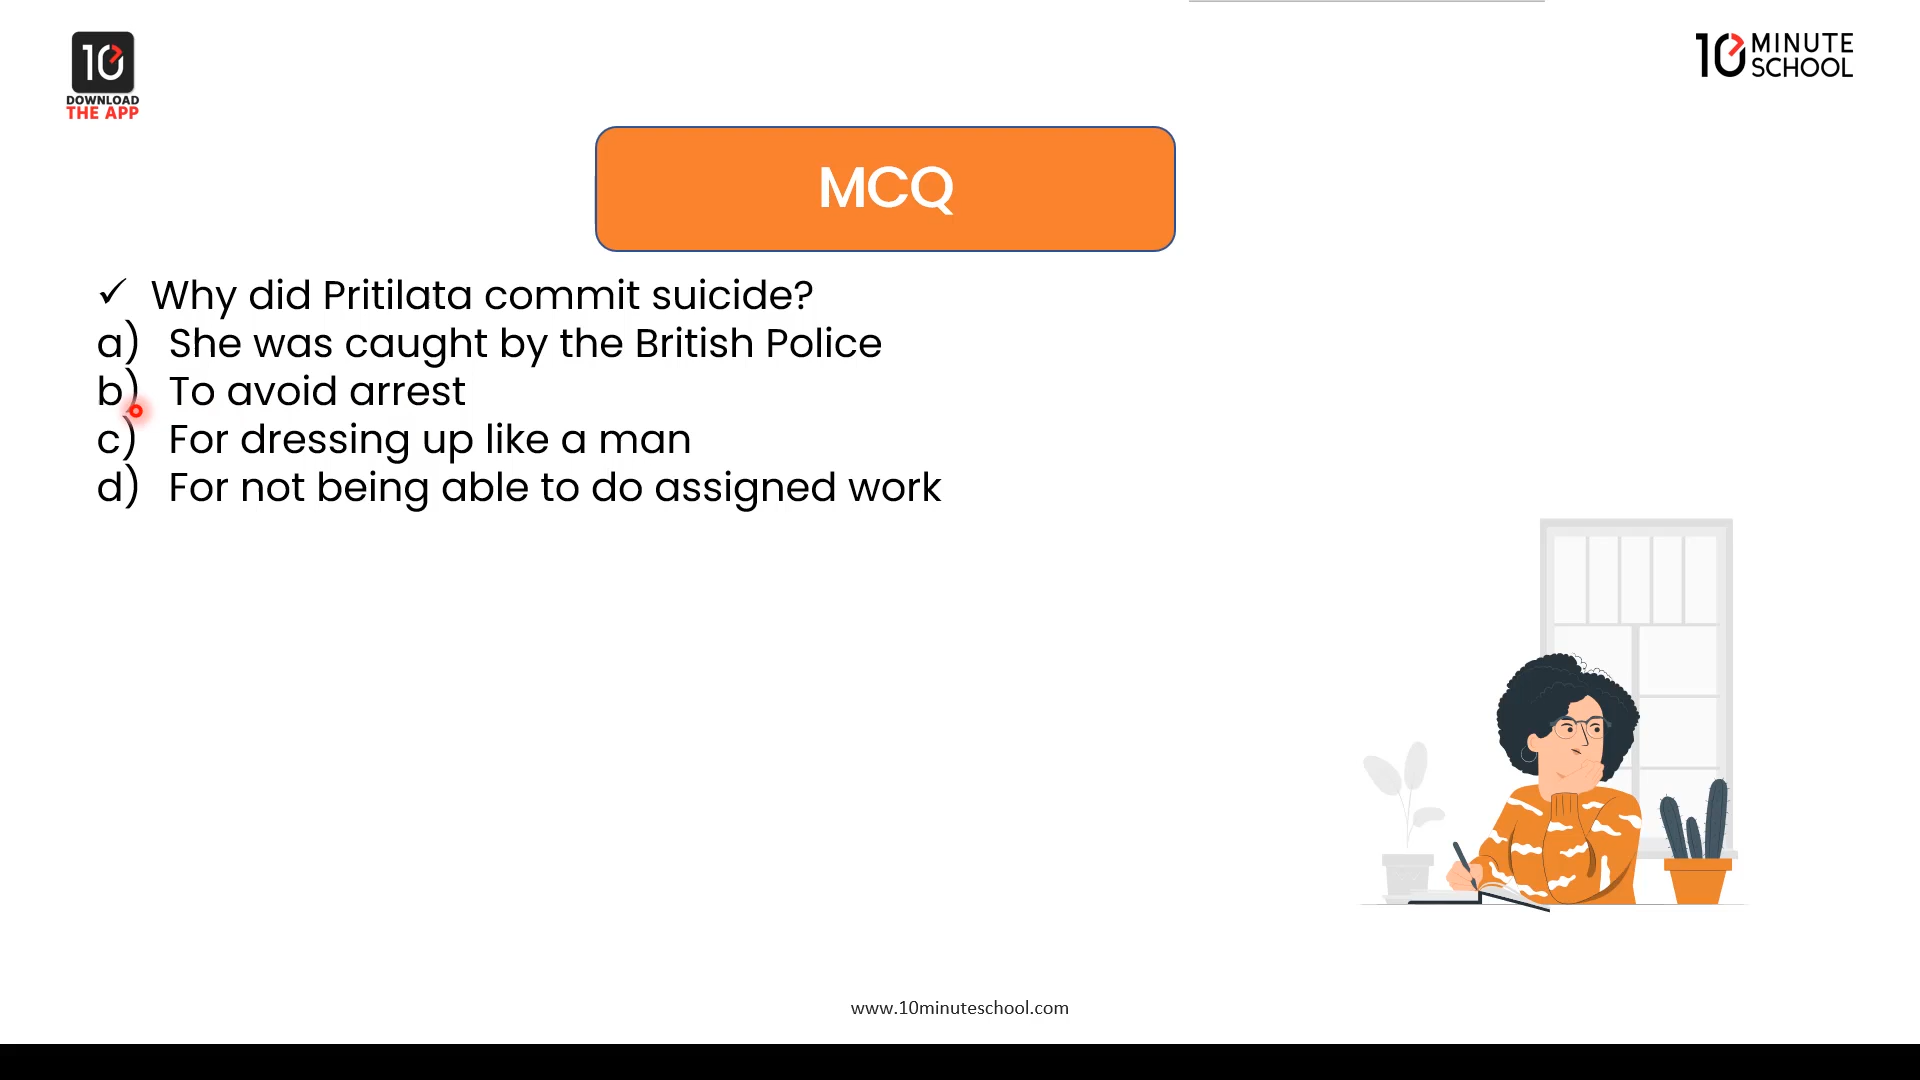 10
DOWNLOAD
THE APP
10 MINUTE
SCHOOL
MCQ
✓ Why did Pritilata commit suicide?
a) She was caught by the British Police
b) To avoid arrest
c) For dressing up like a man
d) For not being able to do assigned work
www.10minuteschool.com